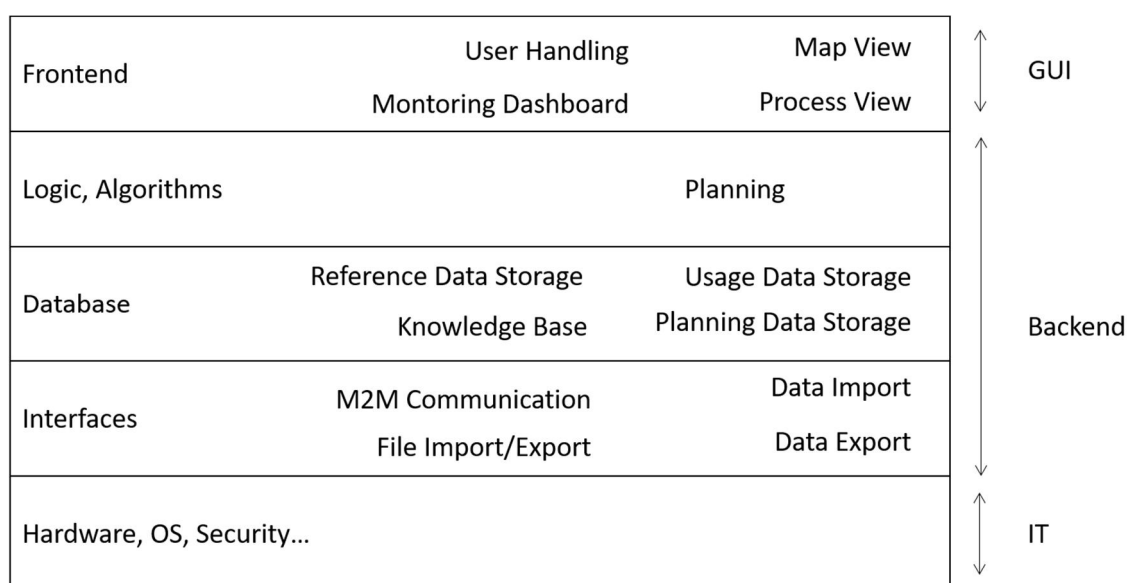 Frontend
User Handling
Map View
Montoring Dashboard
Process View
GUI
Logic, Algorithms
Planning
Database
Reference Data Storage
Usage Data Storage
Knowledge Base
Planning Data Storage
Backend
Interfaces
M2M Communication
Data Import
File Import/Export
Data Export
Hardware, OS, Security...
IT